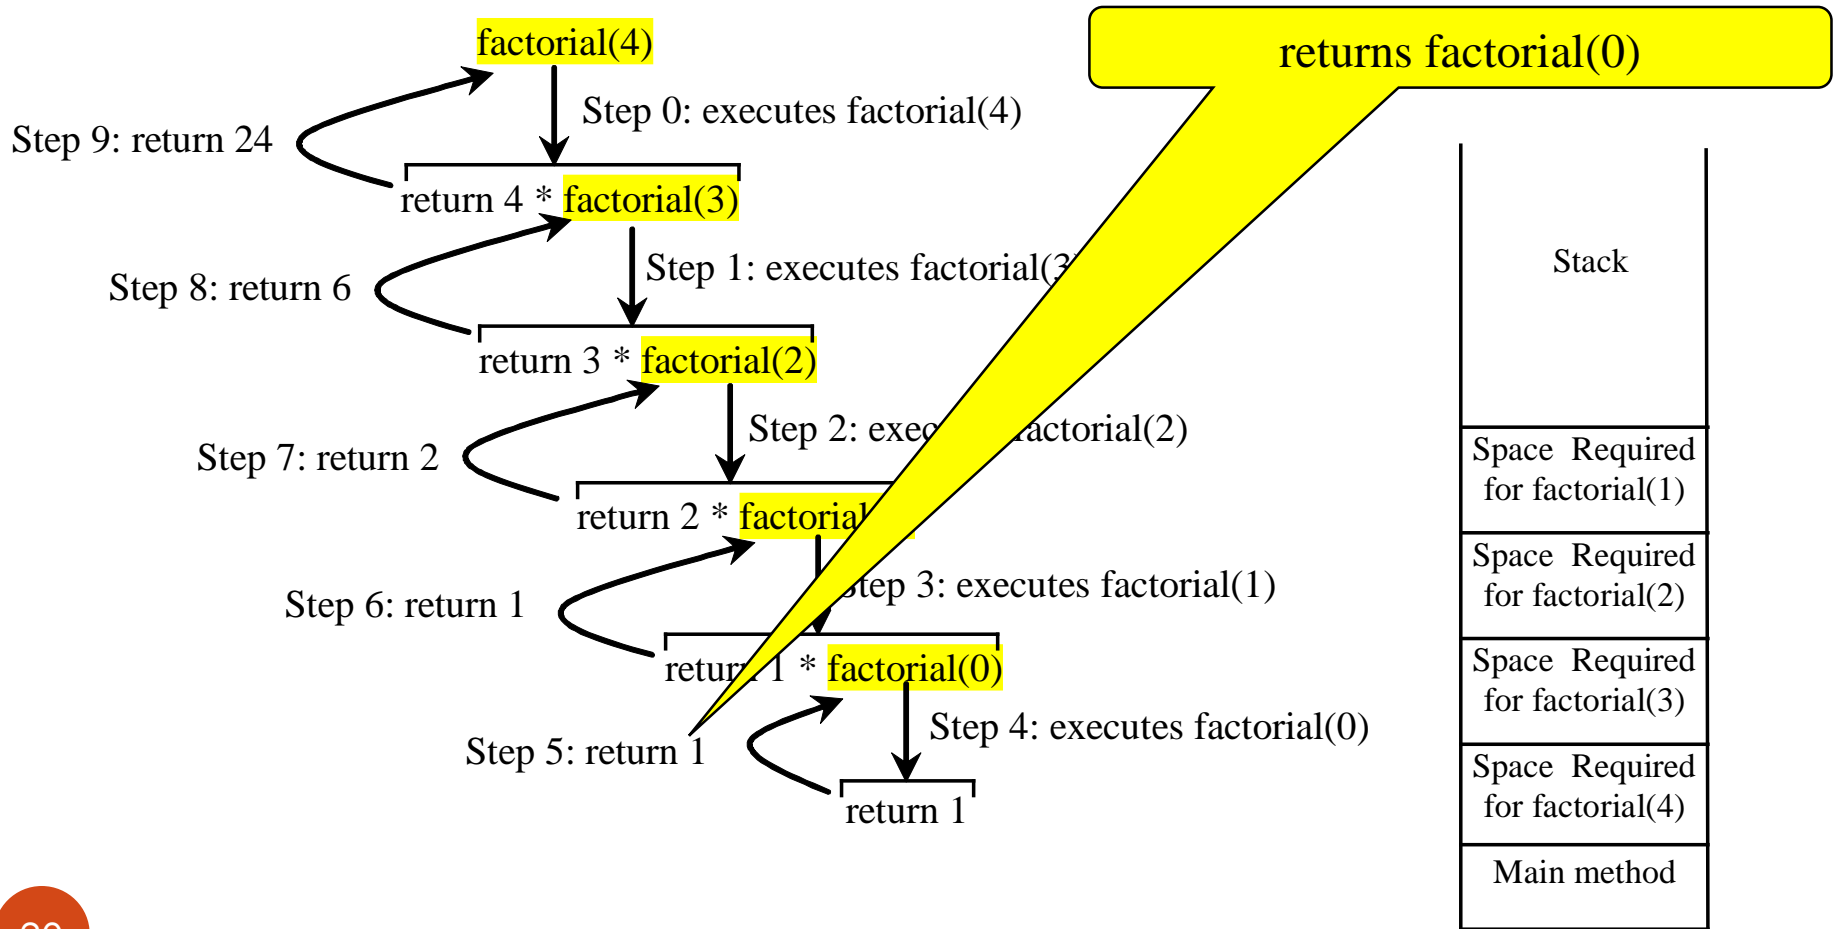 factorial(4)
returns factorial(0)
Step 0: executes factorial(4)
Step 9: return 24
return 4 * factorial(3)
Step 1: executes factorial(3
Step 8: return 6
return 3 * factorial(2)
Step 2: factorial(2)
Step 7: return 2
return 2 * factorial
Step 3: executes factorial(1)
Step 6: return 1
return 1 * factorial(0)
Step 4: executes factorial(0)
Step 5: return 1
return 1
Stack
Space Required
for factorial(1)
Space Required
for factorial(2)
Space Required
for factorial(3)
Space Required
for factorial(4)
Main method